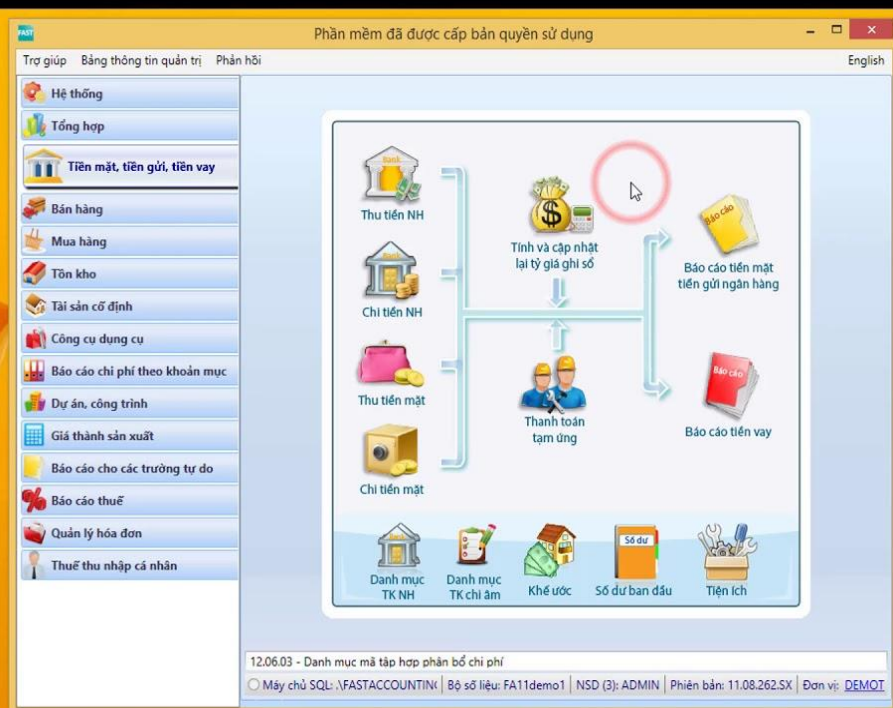 FAST
Phần mềm đã được cấp bản quyền sử dụng
Trợ giúp Bảng thông tin quản trị Phản hồi English
Hệ thống
Tổng hợp
Tiền mặt, tiền gửi, tiền vay
Bán hàng
Mua hàng
Tồn kho
Tài sản cố định
Công cụ dụng cụ
Báo cáo chi phí theo khoản mục
Dự án, công trình
Giá thành sản xuất
Báo cáo cho các trường tự do
Báo cáo thuế
Quản lý hóa đơn
Thuế thu nhập cá nhân
Bank
Thu tiền NH
Bank
Chi tiền NH
Thu tiền mặt
Chi tiền mặt
Tính và cập nhật
lại tỷ giá ghi sổ
Thanh toán
tạm ứng
Báo cáo
Báo cáo tiền mặt
tiền gửi ngân hàng
Báo cáo
Báo cáo tiền vay
Danh mục
TK NH
Danh mục
TK chi âm
Khế ước
Số dư
Số dư ban đầu
Tiện ích
12.06.03 - Danh mục mã tập hợp phân bổ chi phí
Máy chủ SQL: .\FASTACCOUNTING Bộ số liệu: FA11demo1 NSD (3): ADMIN Phiên bản: 11.08.262.SX Đơn vị: DEMOT